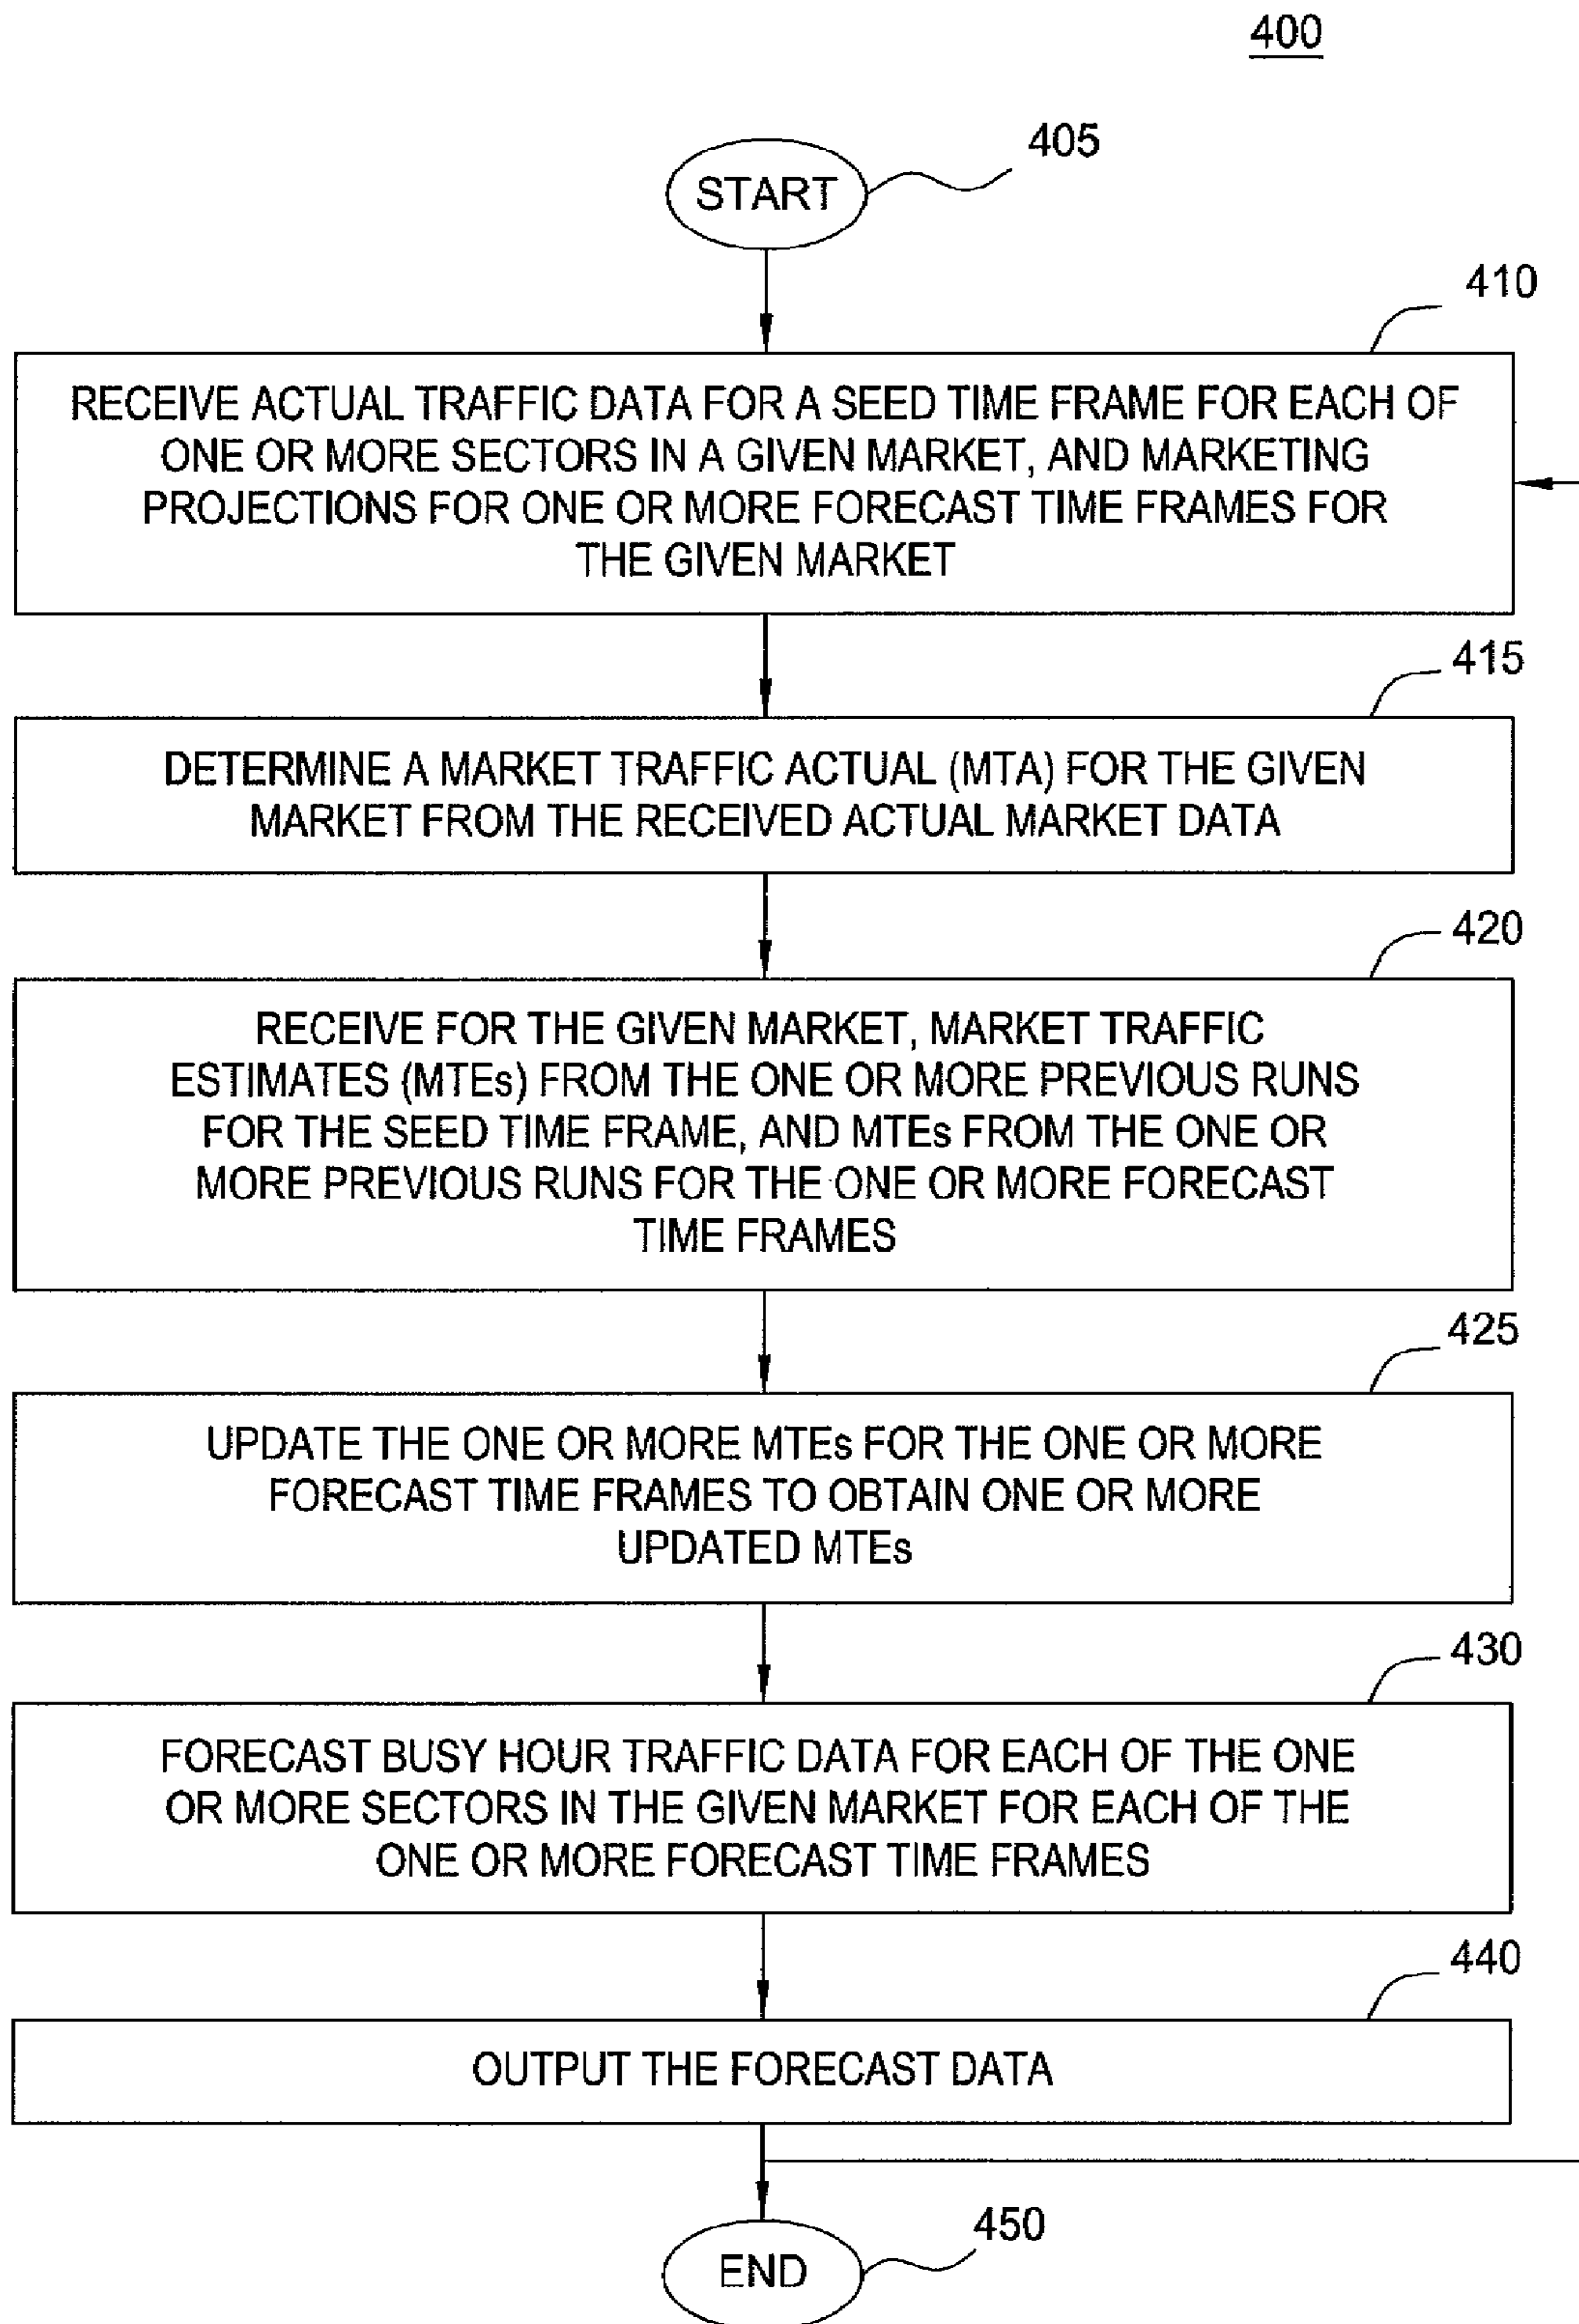 400
START
405
410
RECEIVE ACTUAL TRAFFIC DATA FOR A SEED TIME FRAME FOR EACH OF
ONE OR MORE SECTORS IN A GIVEN MARKET, AND MARKETING
PROJECTIONS FOR ONE OR MORE FORECAST TIME FRAMES FOR
THE GIVEN MARKET
415
DETERMINE A MARKET TRAFFIC ACTUAL (MTA) FOR THE GIVEN
MARKET FROM THE RECEIVED ACTUAL MARKET DATA
420
RECEIVE FOR THE GIVEN MARKET, MARKET TRAFFIC
ESTIMATES (MTEs) FROM THE ONE OR MORE PREVIOUS RUNS
FOR THE SEED TIME FRAME, AND MTEs FROM THE ONE OR
MORE PREVIOUS RUNS FOR THE ONE OR MORE FORECAST
TIME FRAMES
425
UPDATE THE ONE OR MORE MTEs FOR THE ONE OR MORE
FORECAST TIME FRAMES TO OBTAIN ONE OR MORE
UPDATED MTEs
430
FORECAST BUSY HOUR TRAFFIC DATA FOR EACH OF THE ONE
OR MORE SECTORS IN THE GIVEN MARKET FOR EACH OF THE
ONE OR MORE FORECAST TIME FRAMES
440
OUTPUT THE FORECAST DATA
450
END